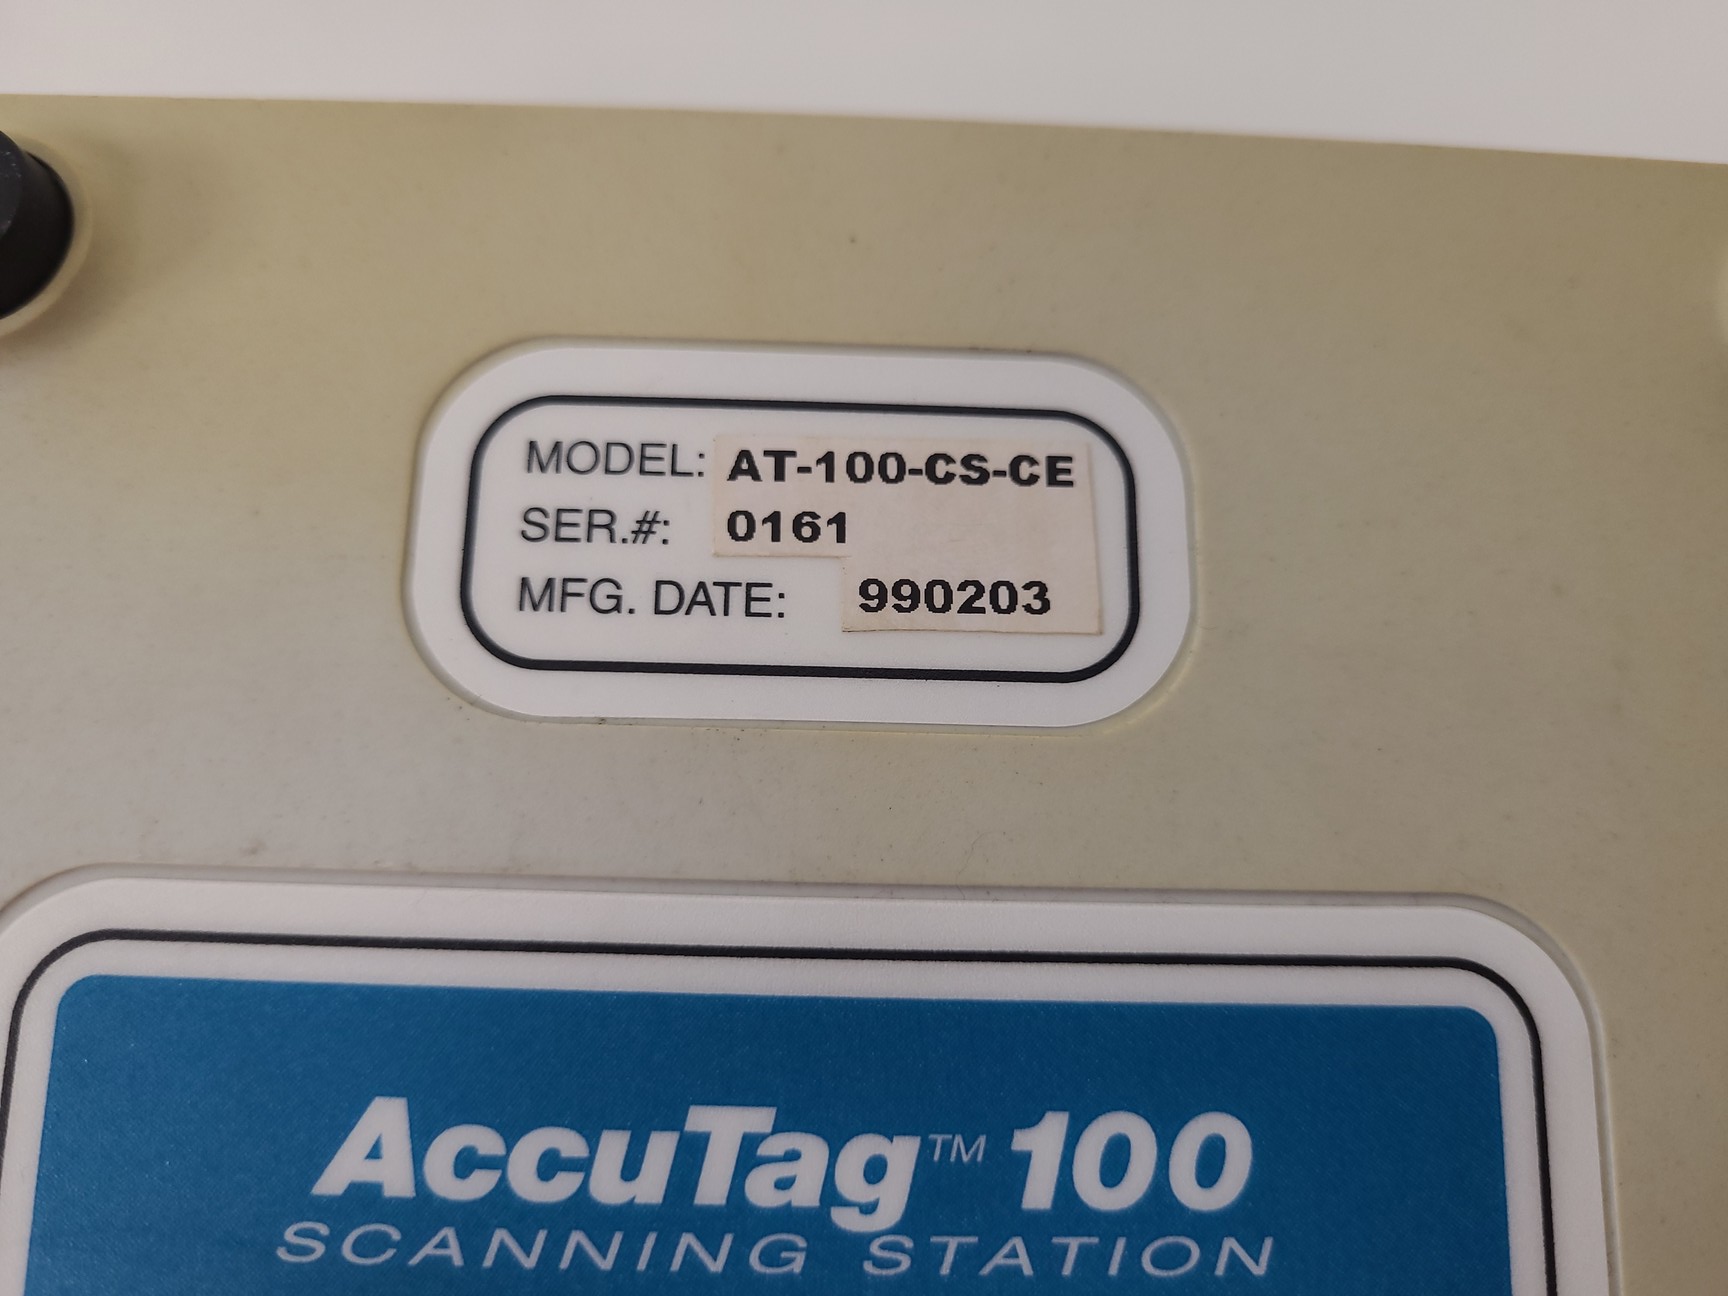 MODEL: AT-100-CS-CE
SER.#: 0161
MFG. DATE: 990203
AccuTag™ 100
SCANNING STATION